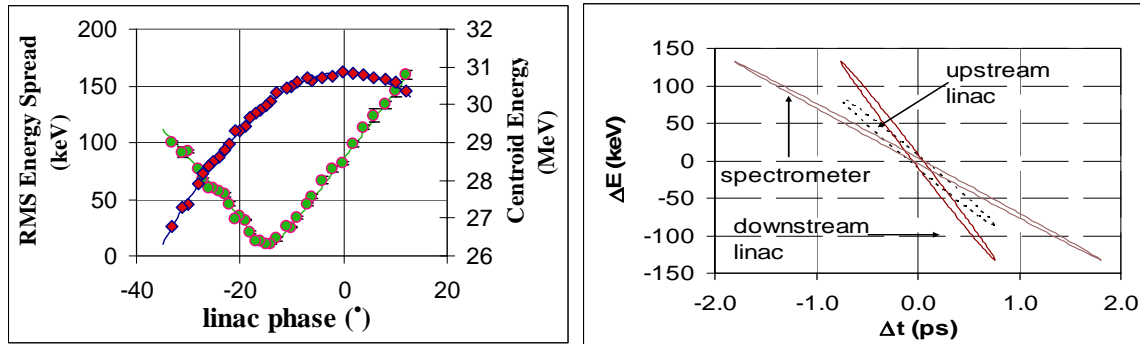 RMS Energy Spread
(keV)
200
150
100
50
0
-40
-20
0
20
linac phase (°)
32
31
30
29
28
27
26
Centroid Energy
(MeV)
ΔE (keV)
150
100
50
0
-50
-100
-150
-2.0
-1.0
0.0
1.0
2.0
Δt (ps)
upstream
linac
spectrometer
downstream
linac